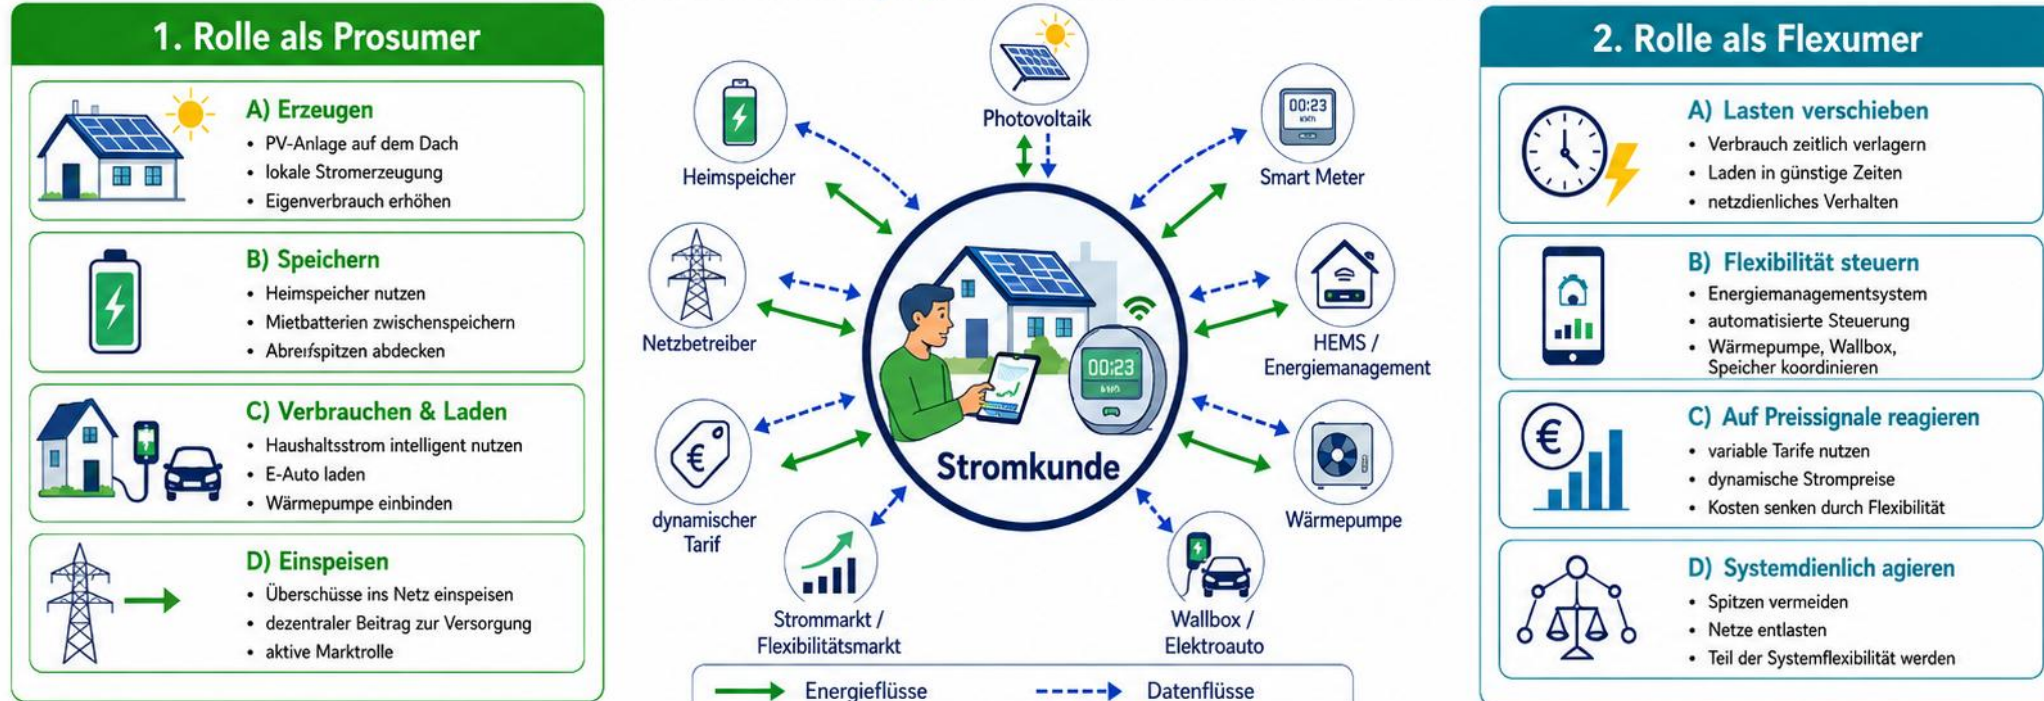 1. Rolle als Prosumer
A) Erzeugen
• PV-Anlage auf dem Dach
• lokale Stromerzeugung
• Eigenverbrauch erhöhen
B) Speichern
• Heimspeicher nutzen
• Mietbatterien zwischenspeichern
• Abreıfspitzen abdecken
C) Verbrauchen & Laden
• Haushaltsstrom intelligent nutzen
• E-Auto laden
• Wärmepumpe einbinden
D) Einspeisen
• Überschüsse ins Netz einspeisen
• dezentraler Beitrag zur Versorgung
• aktive Marktrolle
Photovoltaik
Heimspeicher
00:23
kWh
Smart Meter
Netzbetreiber
HEMS /
Energiemanagement
00:23
Stromkunde
€
dynamischer
Tarif
Wärmepumpe
Strommarkt /
Flexibilitätsmarkt
Wallbox /
Elektroauto
Energieflüsse
Datenflüsse
2. Rolle als Flexumer
A) Lasten verschieben
• Verbrauch zeitlich verlagern
• Laden in günstige Zeiten
• netzdienliches Verhalten
B) Flexibilität steuern
• Energiemanagementsystem
• automatisierte Steuerung
• Wärmepumpe, Wallbox,
Speicher koordinieren
€
C) Auf Preissignale reagieren
• variable Tarife nutzen
• dynamische Strompreise
• Kosten senken durch Flexibilität
D) Systemdienlich agieren
• Spitzen vermeiden
• Netze entlasten
• Teil der Systemflexibilität werden